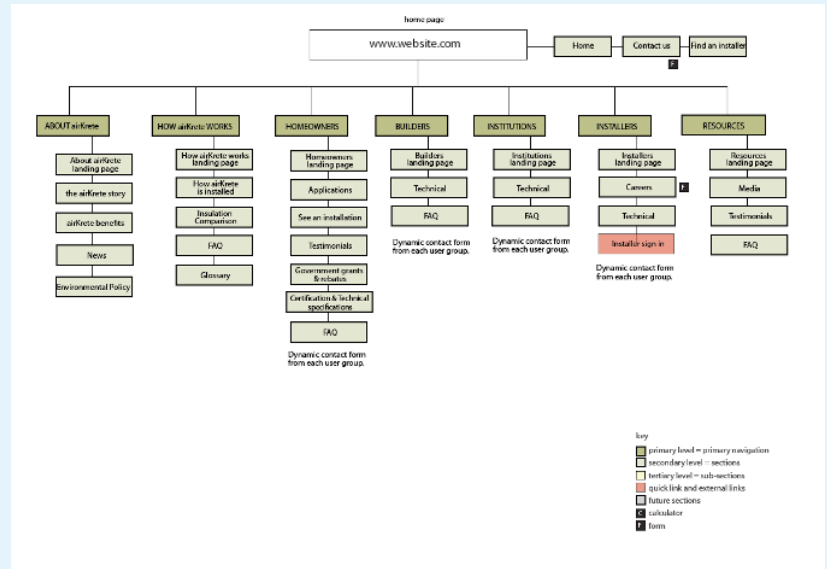 home page
www.website.com
Home
Contact us
Find an installer
F
ABOUT airKrete
HOW airKrete WORKS
HOMEOWNERS
BUILDERS
INSTITUTIONS
INSTALLERS
RESOURCES
About airKrete
landing page
the airKrete story
airKrete benefits
News
Environmental Policy
How airKrete works
landing page
How airKrete
is installed
Insulation
Comparison
FAQ
Glossary
Homeowners
landing page
Applications
See an installation
Testimonials
Government grants
& rebates
Certification & Technical
specifications
FAQ
Dynamic contact form
from each user group.
Builders
landing page
Technical
FAQ
Dynamic contact form
from each user group.
Institutions
landing page
Technical
FAQ
Dynamic contact form
from each user group.
Installers
landing page
Careers
F
Technical
Installer sign in
Dynamic contact form
from each user group.
Resources
landing page
Media
Testimonials
FAQ
key
primary level = primary navigation
secondary level = sections
tertiary level = sub-sections
quick link and external links
future sections
C calculator
F form